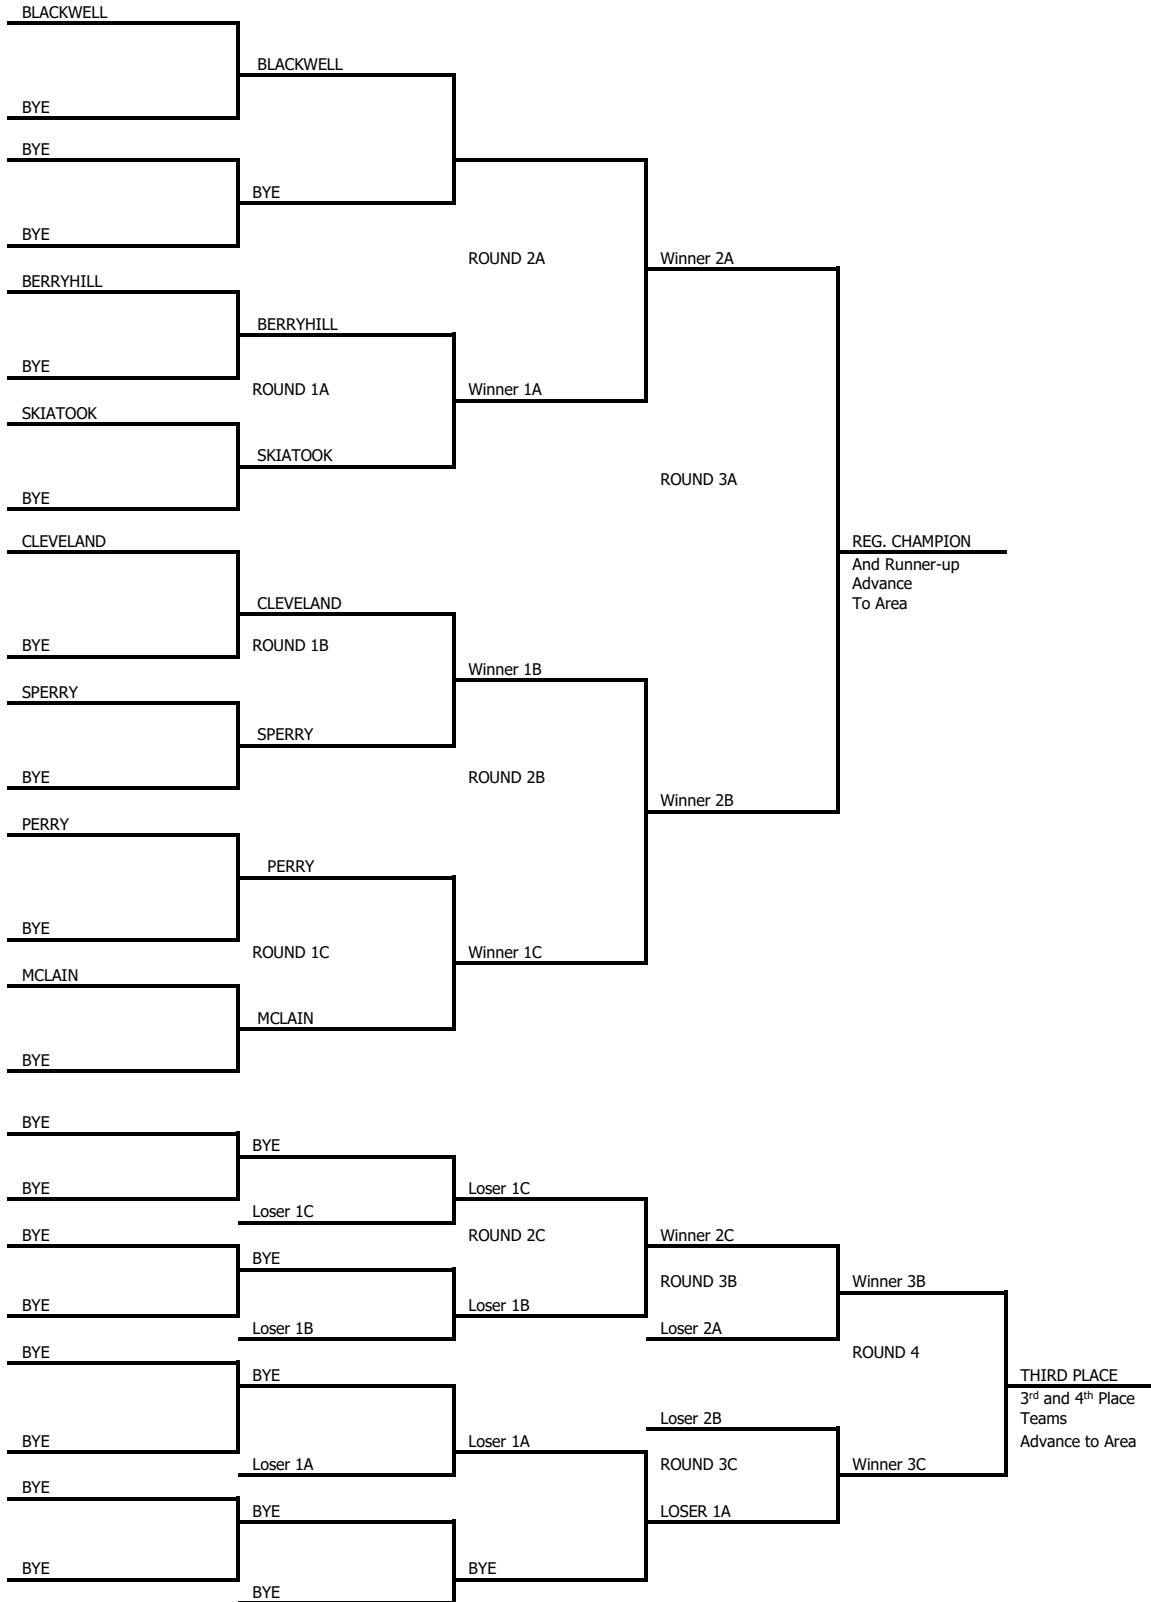 BLACKWELL
BLACKWELL
BYE
BYE
BYE
BYE
ROUND 2A
Winner 2A
BERRYHILL
BERRYHILL
BYE
ROUND 1A
Winner 1A
SKIATOOK
SKIATOOK
ROUND 3A
BYE
CLEVELAND
REG. CHAMPION
And Runner-up
Advance
To Area
CLEVELAND
BYE
ROUND 1B
Winner 1B
SPERRY
SPERRY
BYE
ROUND 2B
Winner 2B
PERRY
PERRY
BYE
ROUND 1C
Winner 1C
MCLAIN
MCLAIN
BYE
BYE
BYE
BYE
Loser 1C
Loser 1C
BYE
ROUND 2C
Winner 2C
BYE
ROUND 3B
Winner 3B
BYE
Loser 1B
Loser 1B
Loser 2A
BYE
ROUND 4
BYE
THIRD PLACE
3rd and 4th Place
Teams
Advance to Area
Loser 2B
BYE
Loser 1A
Loser 1A
ROUND 3C
Winner 3C
BYE
BYE
LOSER 1A
BYE
BYE
BYE